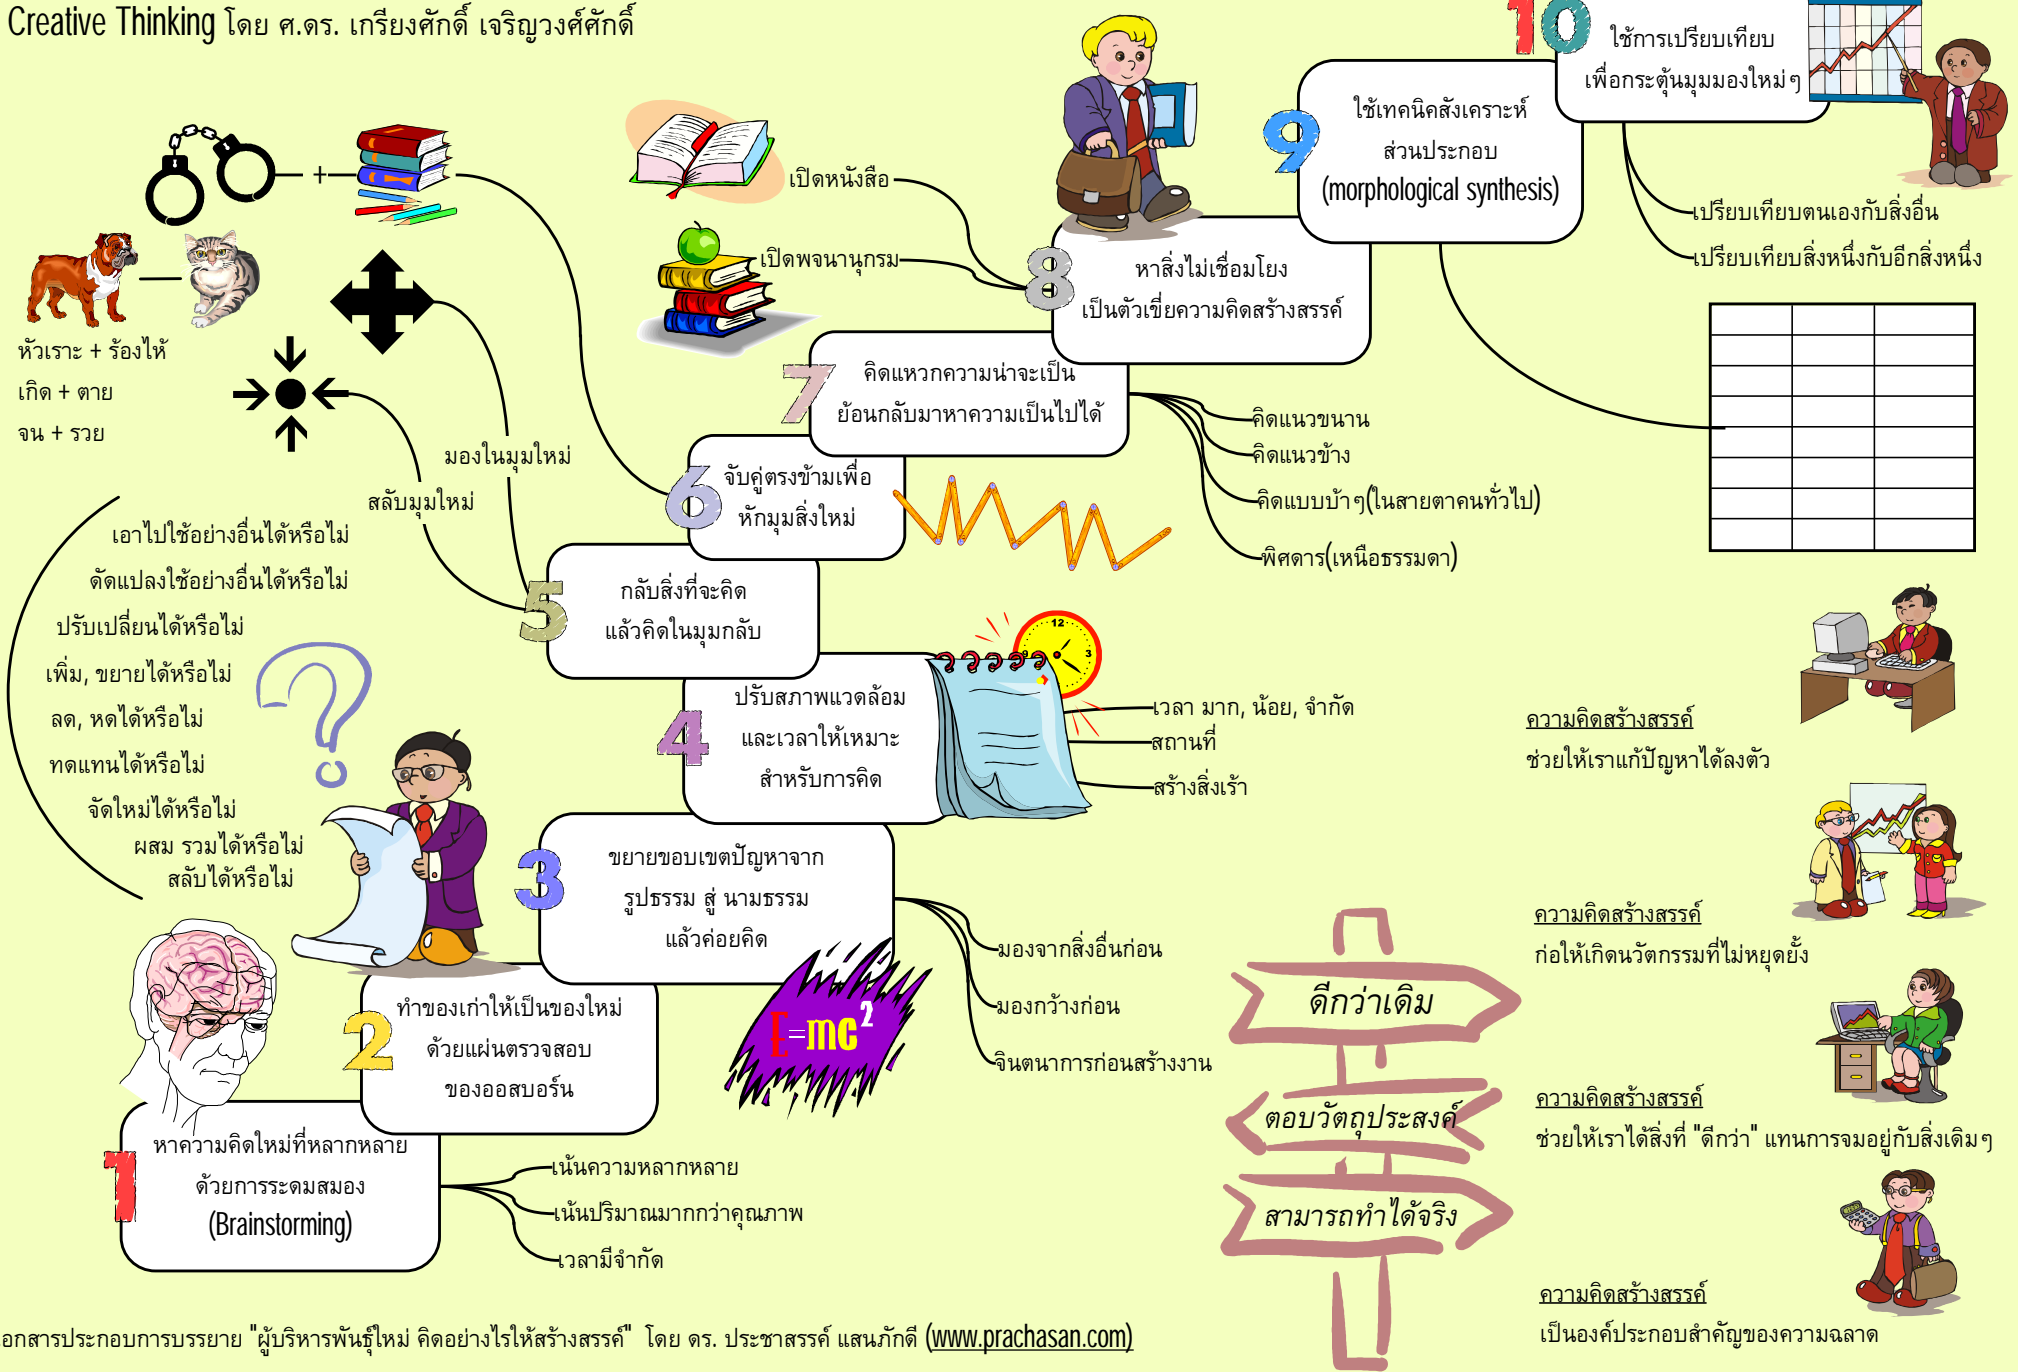 Creative Thinking โดย ศ.ดร. เกรียงศักดิ์ เจริญวงศ์ศักดิ์
10
ใช้การเปรียบเทียบ
เพื่อกระตุ้นมุมมองใหม่ๆ
เปรียบเทียบตนเองกับสิ่งอื่น
เปรียบเทียบสิ่งหนึ่งกับอีกสิ่งหนึ่ง
9
ใช้เทคนิคสังเคราะห์
ส่วนประกอบ
(morphological synthesis)
8
หาสิ่งไม่เชื่อมโยง
เป็นตัวเขี่ยความคิดสร้างสรรค์
เปิดหนังสือ
เปิดพจนานุกรม
7
คิดแหวกความน่าจะเป็น
ย้อนกลับมาหาความเป็นไปได้
คิดแนวขนาน
คิดแนวข้าง
คิดแบบบ้าๆ(ในสายตาคนทั่วไป)
พิศดาร(เหนือธรรมดา)
6
จับคู่ตรงข้ามเพื่อ
หักมุมสิ่งใหม่
+
หัวเราะ + ร้องไห้
เกิด + ตาย
จน + รวย
5
กลับสิ่งที่จะคิด
แล้วคิดในมุมกลับ
มองในมุมใหม่
สลับมุมใหม่
4
ปรับสภาพแวดล้อม
และเวลาให้เหมาะ
สำหรับการคิด
12
9
3
เวลา มาก, น้อย, จำกัด
สถานที่
สร้างสิ่งเร้า
3
ขยายขอบเขตปัญหาจาก
รูปธรรม สู่ นามธรรม
แล้วค่อยคิด
มองจากสิ่งอื่นก่อน
มองกว้างก่อน
จินตนาการก่อนสร้างงาน
E=mc²
2
ทำของเก่าให้เป็นของใหม่
ด้วยแผ่นตรวจสอบ
ของออสบอร์น
เอาไปใช้อย่างอื่นได้หรือไม่
ดัดแปลงใช้อย่างอื่นได้หรือไม่
ปรับเปลี่ยนได้หรือไม่
เพิ่ม, ขยายได้หรือไม่
ลด, หดได้หรือไม่
ทดแทนได้หรือไม่
จัดใหม่ได้หรือไม่
ผสม รวมได้หรือไม่
สลับได้หรือไม่
1
หาความคิดใหม่ที่หลากหลาย
ด้วยการระดมสมอง
(Brainstorming)
เน้นความหลากหลาย
เน้นปริมาณมากกว่าคุณภาพ
เวลามีจำกัด
ดีกว่าเดิม
ตอบวัตถุประสงค์
สามารถทำได้จริง
ความคิดสร้างสรรค์
ช่วยให้เราแก้ปัญหาได้ลงตัว
ความคิดสร้างสรรค์
ก่อให้เกิดนวัตกรรมที่ไม่หยุดยั้ง
ความคิดสร้างสรรค์
ช่วยให้เราได้สิ่งที่ "ดีกว่า" แทนการจมอยู่กับสิ่งเดิมๆ
ความคิดสร้างสรรค์
เป็นองค์ประกอบสำคัญของความฉลาด
อกสารประกอบการบรรยาย "ผู้บริหารพันธุ์ใหม่ คิดอย่างไรให้สร้างสรรค์" โดย ดร. ประชาสรรค์ แสนภักดี (www.prachasan.com)